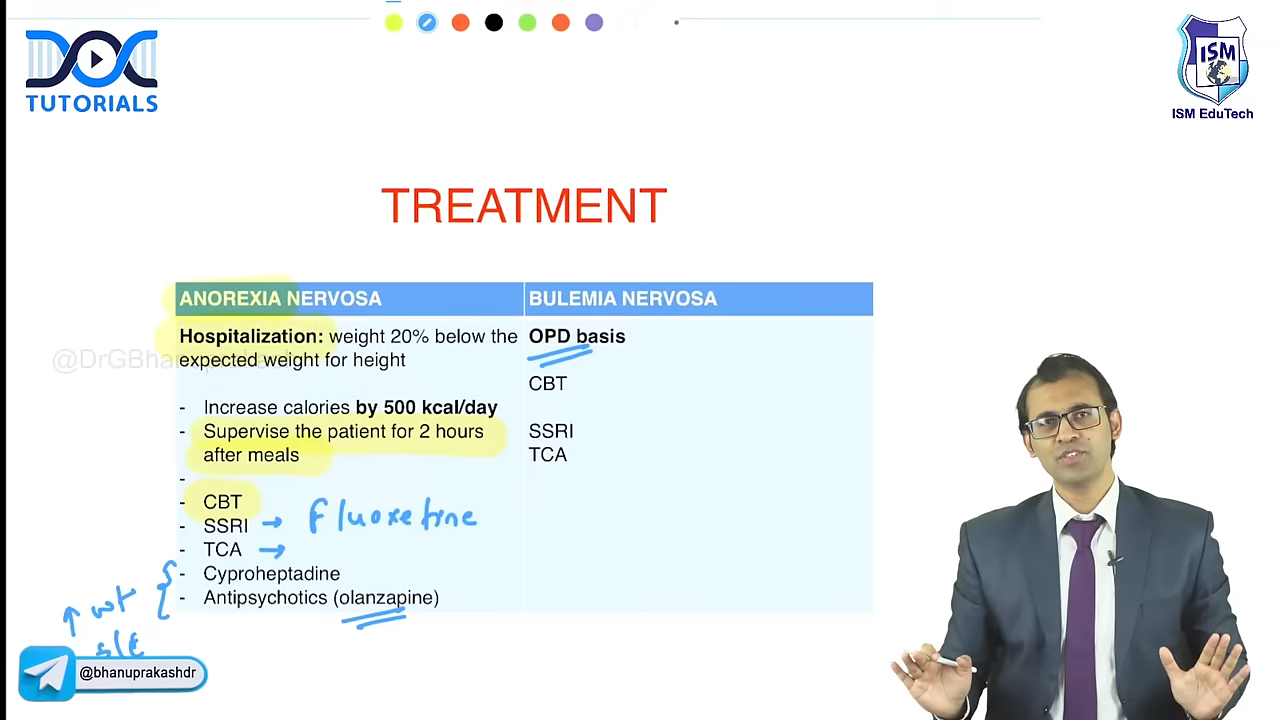 TUTORIALS
ISM
ISM EduTech
TREATMENT
ANOREXIA NERVOSA
Hospitalization: weight 20% below the
expected weight for height
- Increase calories by 500 kcal/day
- Supervise the patient for 2 hours
after meals
-
- CBT
- SSRI → Fluoxetine
- TCA →
- Cyproheptadine
- Antipsychotics (olanzapine)
↑ wt
s/e
BULEMIA NERVOSA
OPD basis
CBT
SSRI
TCA
@bhanuprakashdr